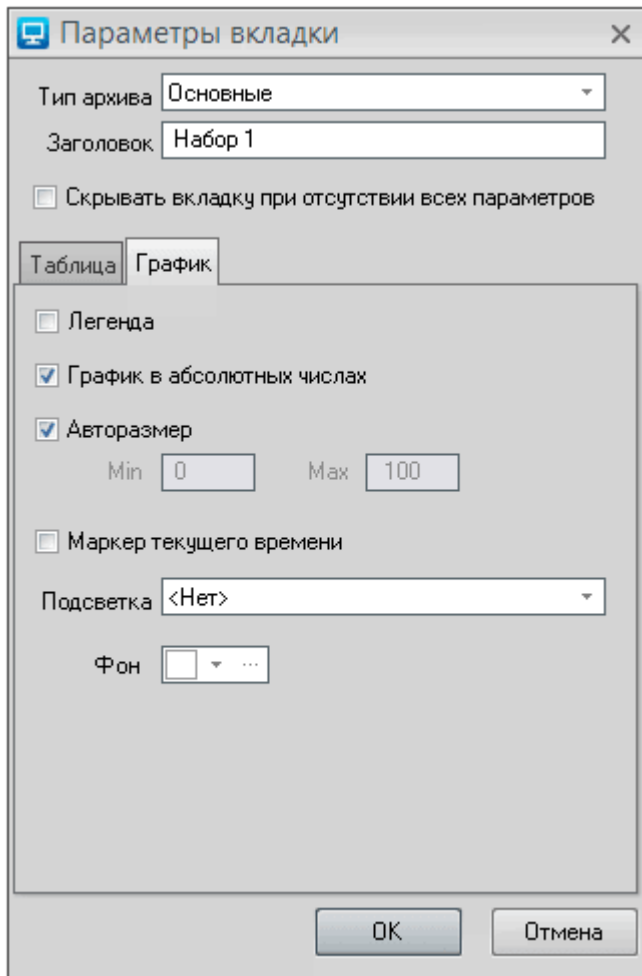 Параметры вкладки
Тип архива Основные
Заголовок Набор 1
Скрывать вкладку при отсутствии всех параметров
Таблица График
Легенда
График в абсолютных числах
Авторазмер
Min 0 Max 100
Маркер текущего времени
Подсветка <Нет>
Фон ...
OK Отмена